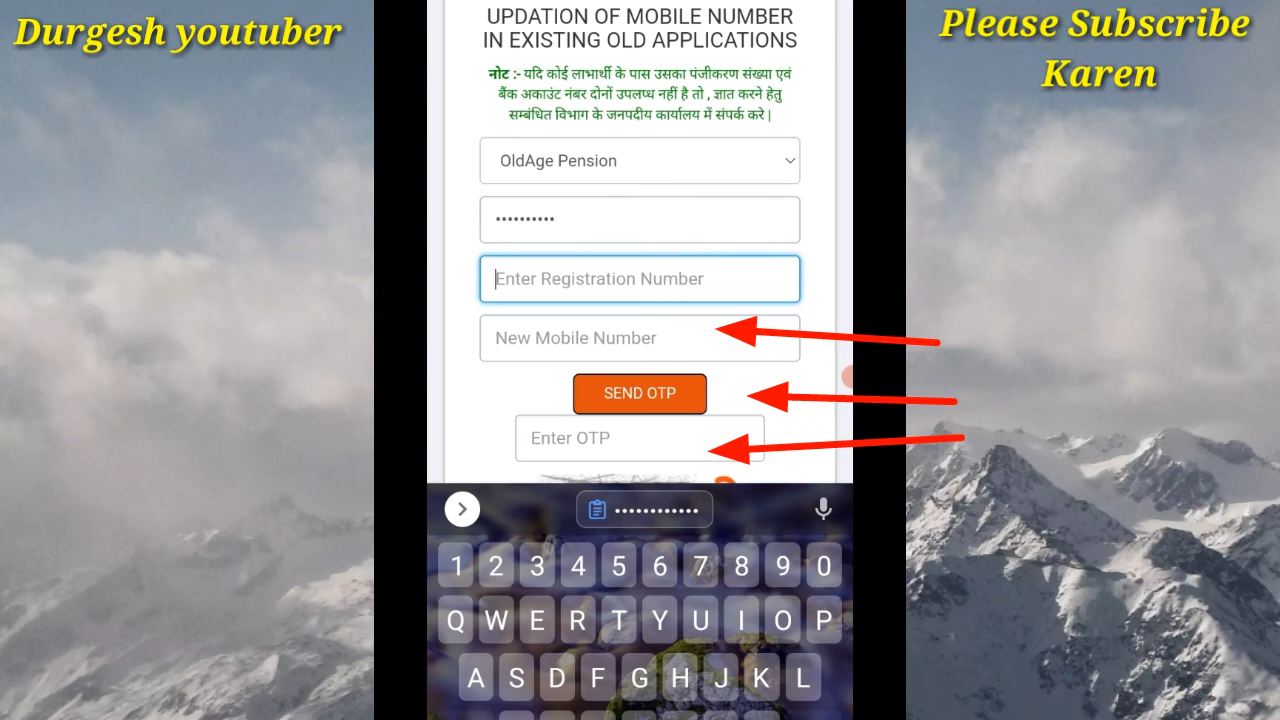 Durgesh youtuber
Please Subscribe
Karen
UPDATION OF MOBILE NUMBER
IN EXISTING OLD APPLICATIONS
नोट :- यदि कोई लाभार्थी के पास उसका पंजीकरण संख्या एवं
बैंक अकाउंट नंबर दोनों उपलप्ध नहीं है तो , ज्ञात करने हेतु
सम्बंधित विभाग के जनपदीय कार्यालय में संपर्क करे |
OldAge Pension
••••••••••
Enter Registration Number
New Mobile Number
SEND OTP
Enter OTP
••••••••••••
1 2 3 4 5 6 7 8 9 0
Q W E R T Y U I O P
A S D F G H J K L